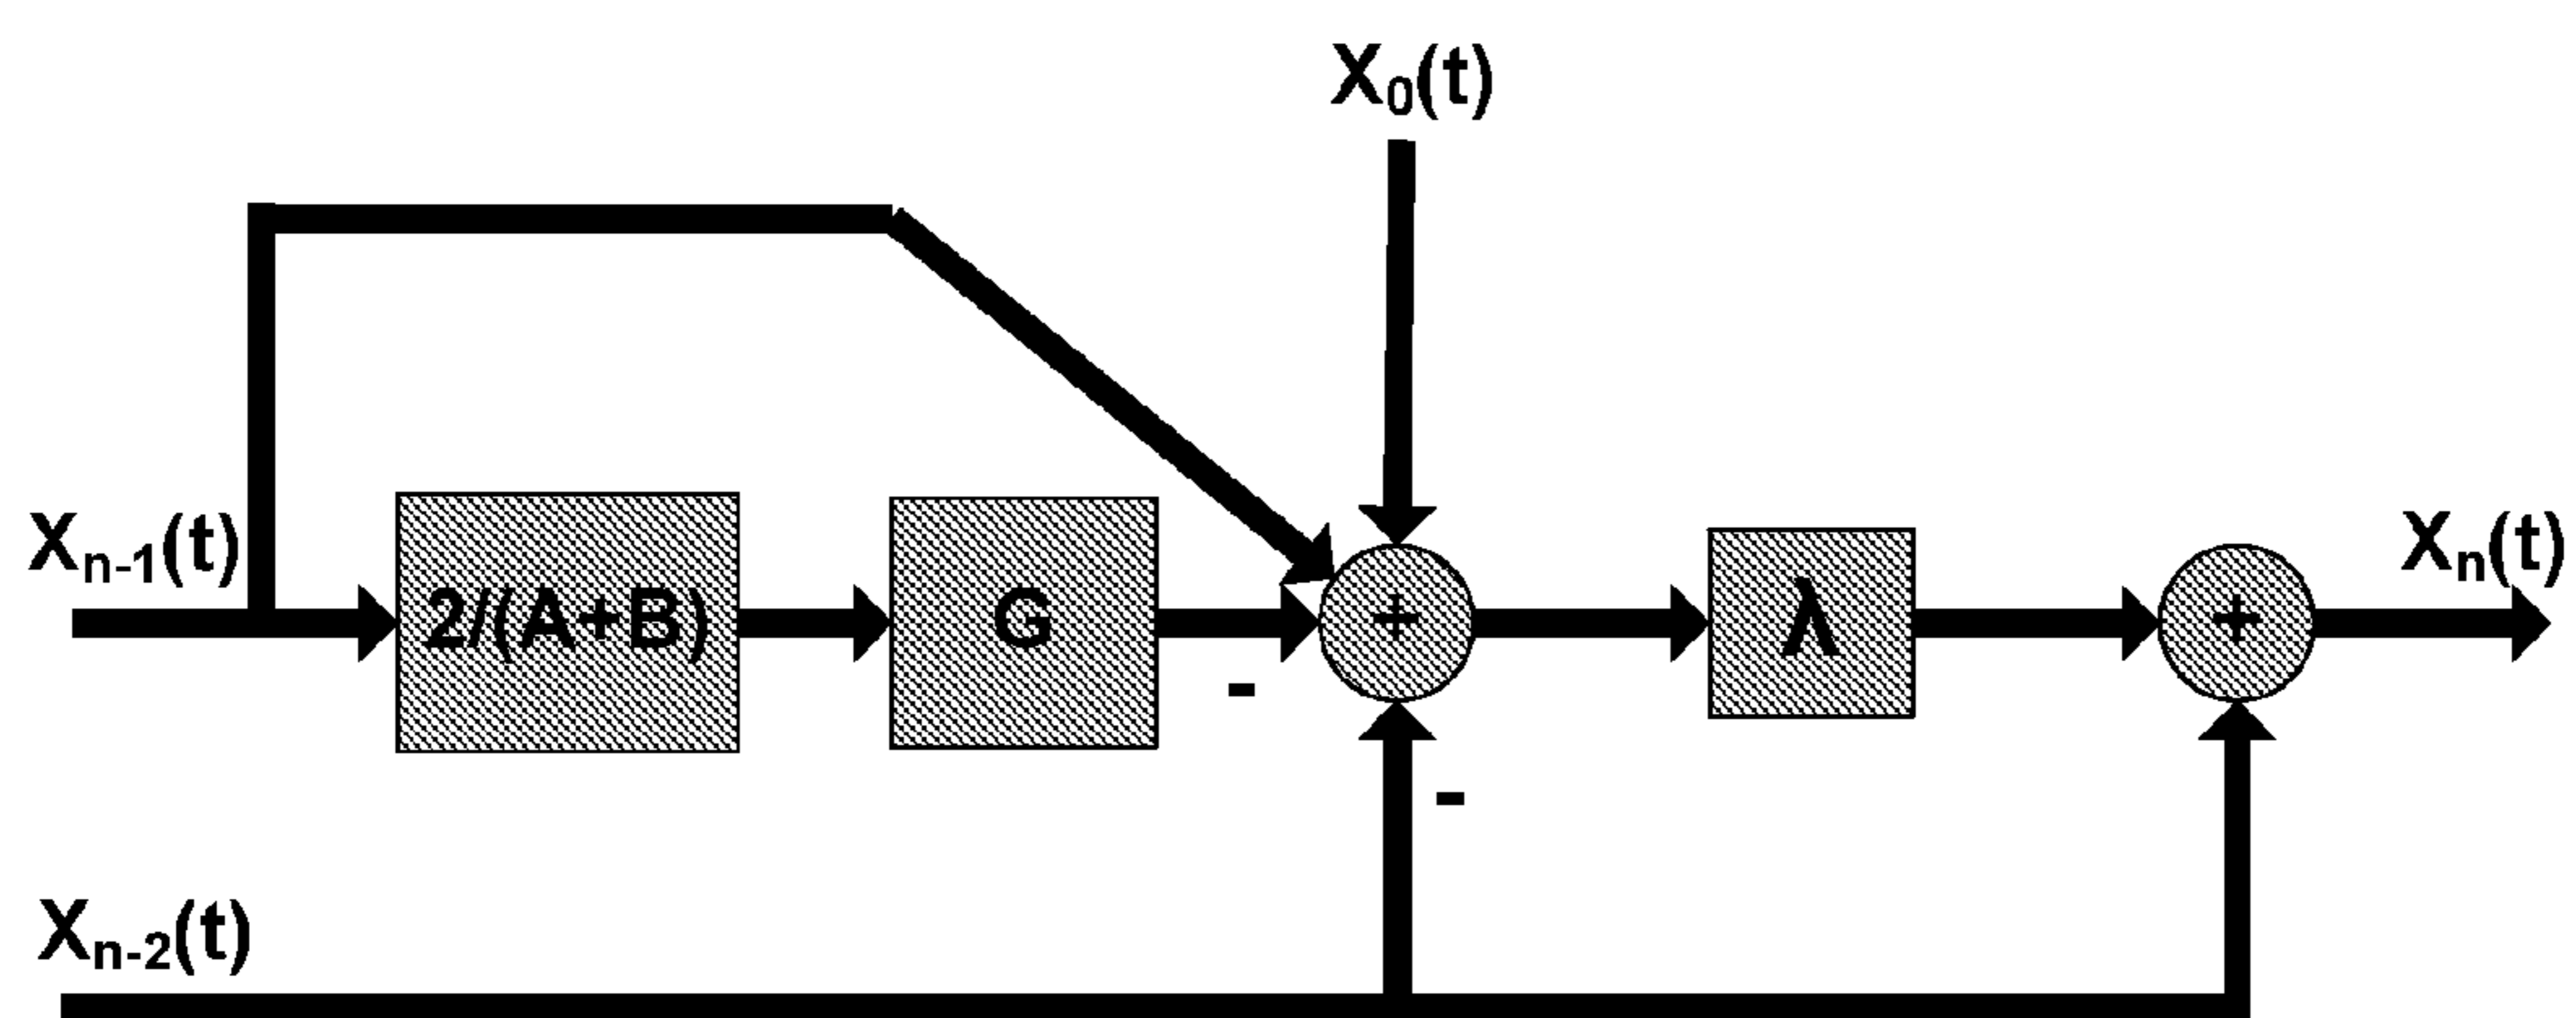 X₀(t)
Xₙ₋₁(t)
2/(A+B)
G
+
λ
+
Xₙ(t)
-
-
Xₙ₋₂(t)